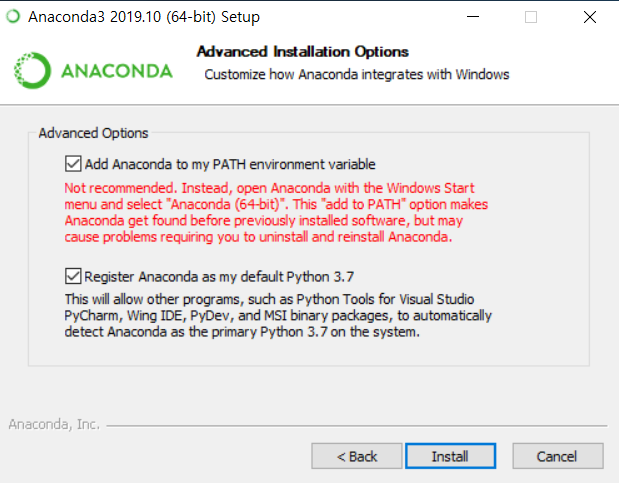 Anaconda3 2019.10 (64-bit) Setup
Advanced Installation Options
Customize how Anaconda integrates with Windows
ANACONDA
Advanced Options
Add Anaconda to my PATH environment variable
Not recommended. Instead, open Anaconda with the Windows Start
menu and select "Anaconda (64-bit)". This "add to PATH" option makes
Anaconda get found before previously installed software, but may
cause problems requiring you to uninstall and reinstall Anaconda.
Register Anaconda as my default Python 3.7
This will allow other programs, such as Python Tools for Visual Studio
PyCharm, Wing IDE, PyDev, and MSI binary packages, to automatically
detect Anaconda as the primary Python 3.7 on the system.
Anaconda, Inc.
< Back
Install
Cancel